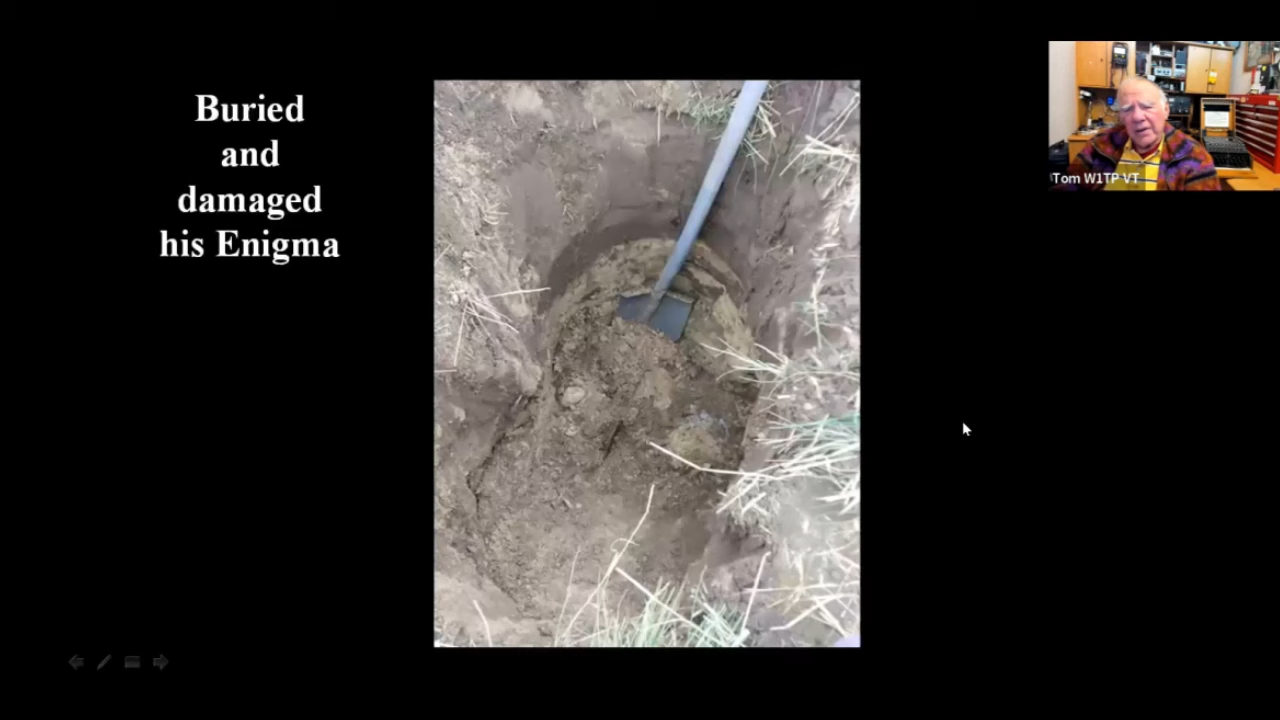 Buried
and
damaged
his Enigma
Tom W1TP VT